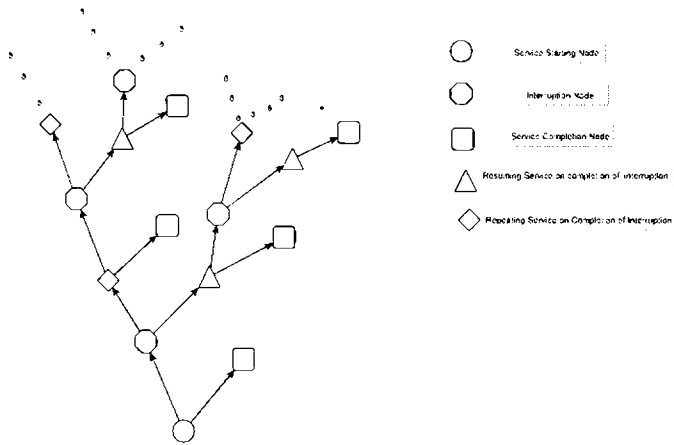 Service Starting Node
Interruption Node
Service Completion Node
Resuming Service on completion of interruption
Repeating Service on Completion of Interruption